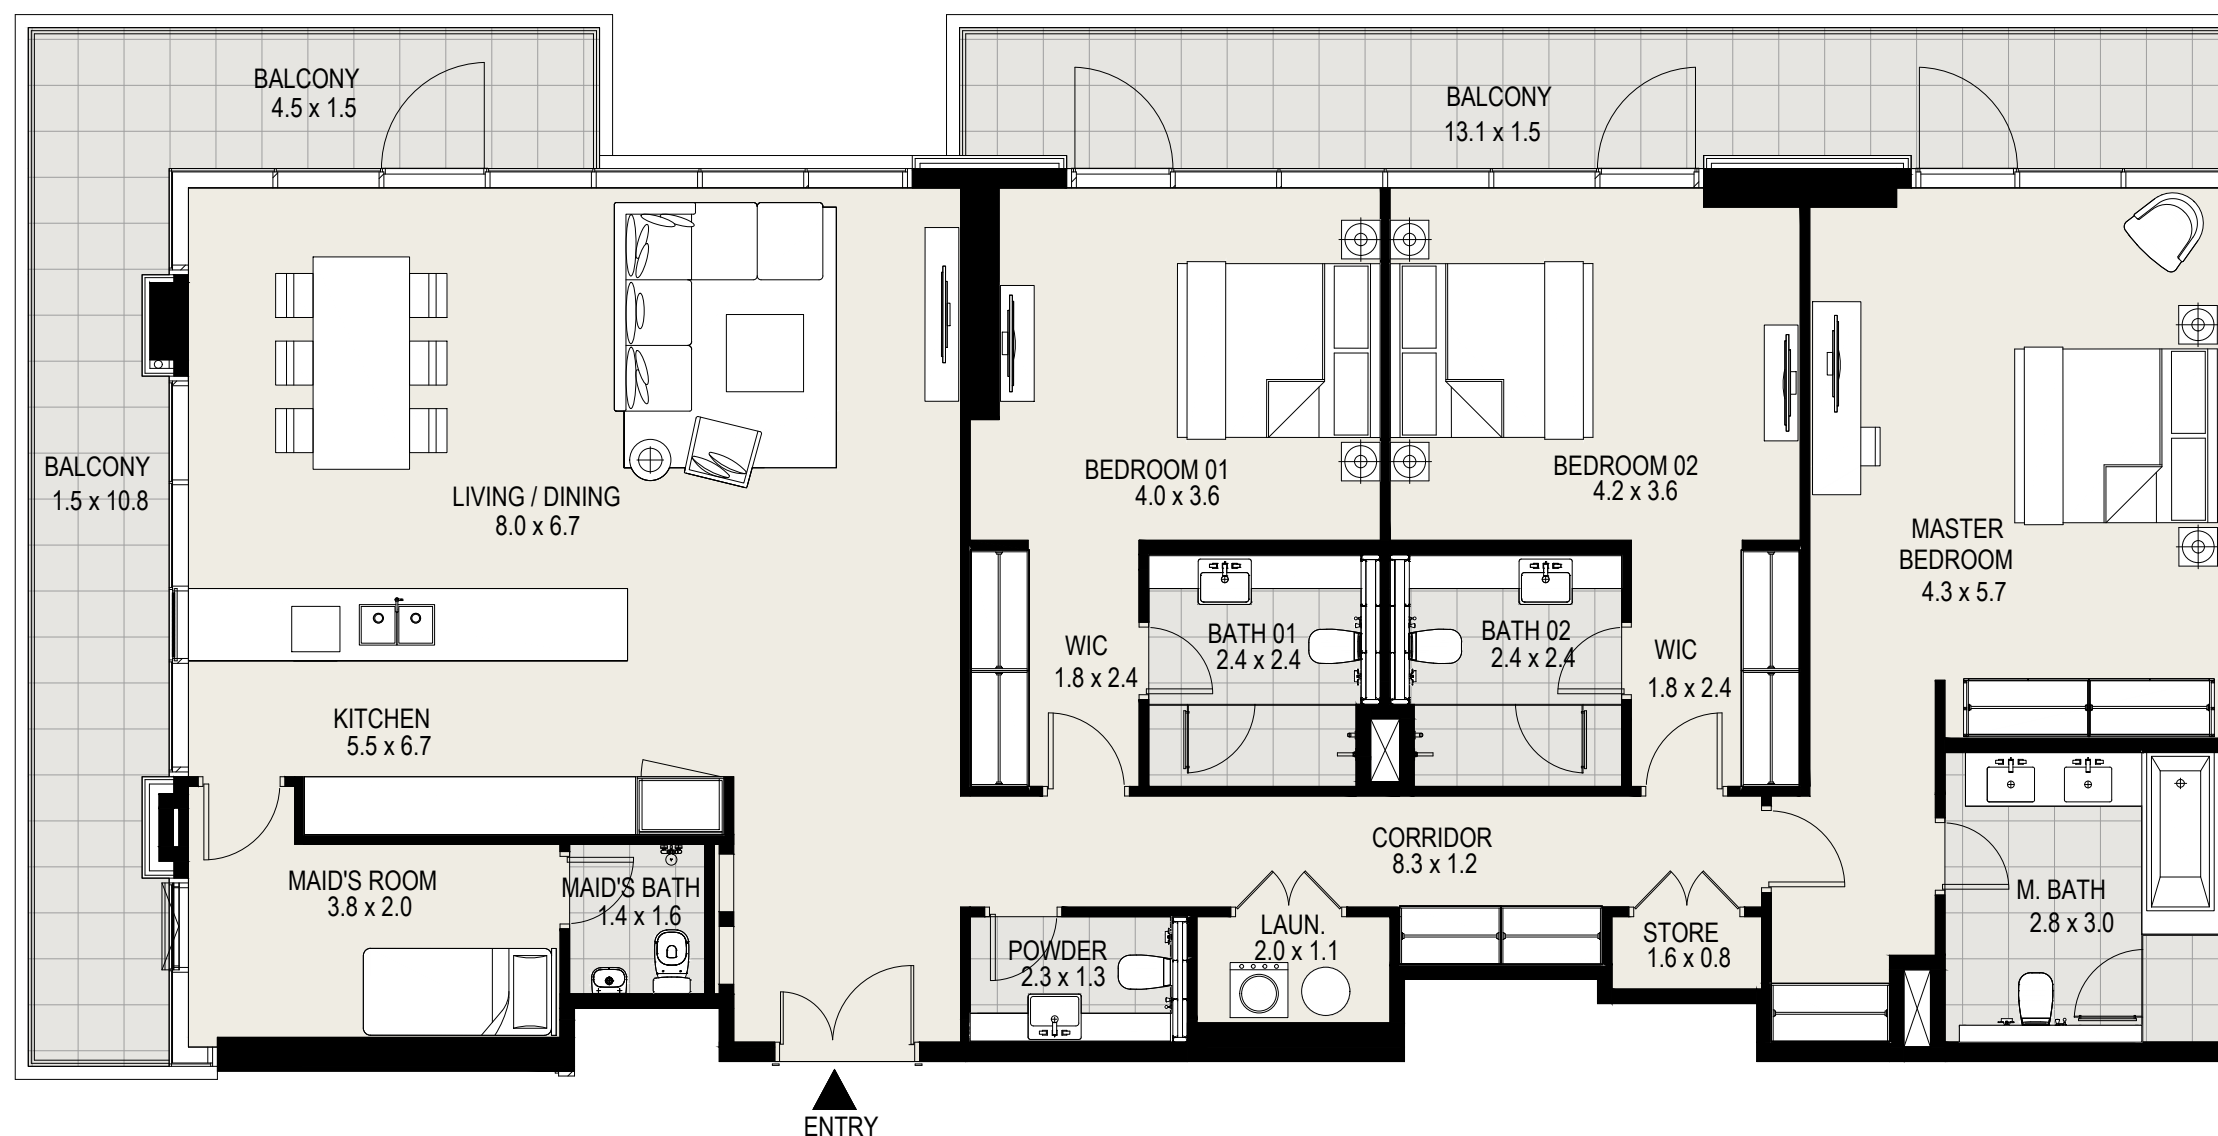 BALCONY
4.5 x 1.5
BALCONY
13.1 x 1.5
BALCONY
1.5 x 10.8
LIVING / DINING
8.0 x 6.7
BEDROOM 01
4.0 x 3.6
BEDROOM 02
4.2 x 3.6
MASTER
BEDROOM
4.3 x 5.7
WIC
1.8 x 2.4
BATH 01
2.4 x 2.4
BATH 02
2.4 x 2.4
WIC
1.8 x 2.4
KITCHEN
5.5 x 6.7
CORRIDOR
8.3 x 1.2
MAID'S ROOM
3.8 x 2.0
MAID'S BATH
1.4 x 1.6
POWDER
2.3 x 1.3
LAUN.
2.0 x 1.1
STORE
1.6 x 0.8
M. BATH
2.8 x 3.0
ENTRY